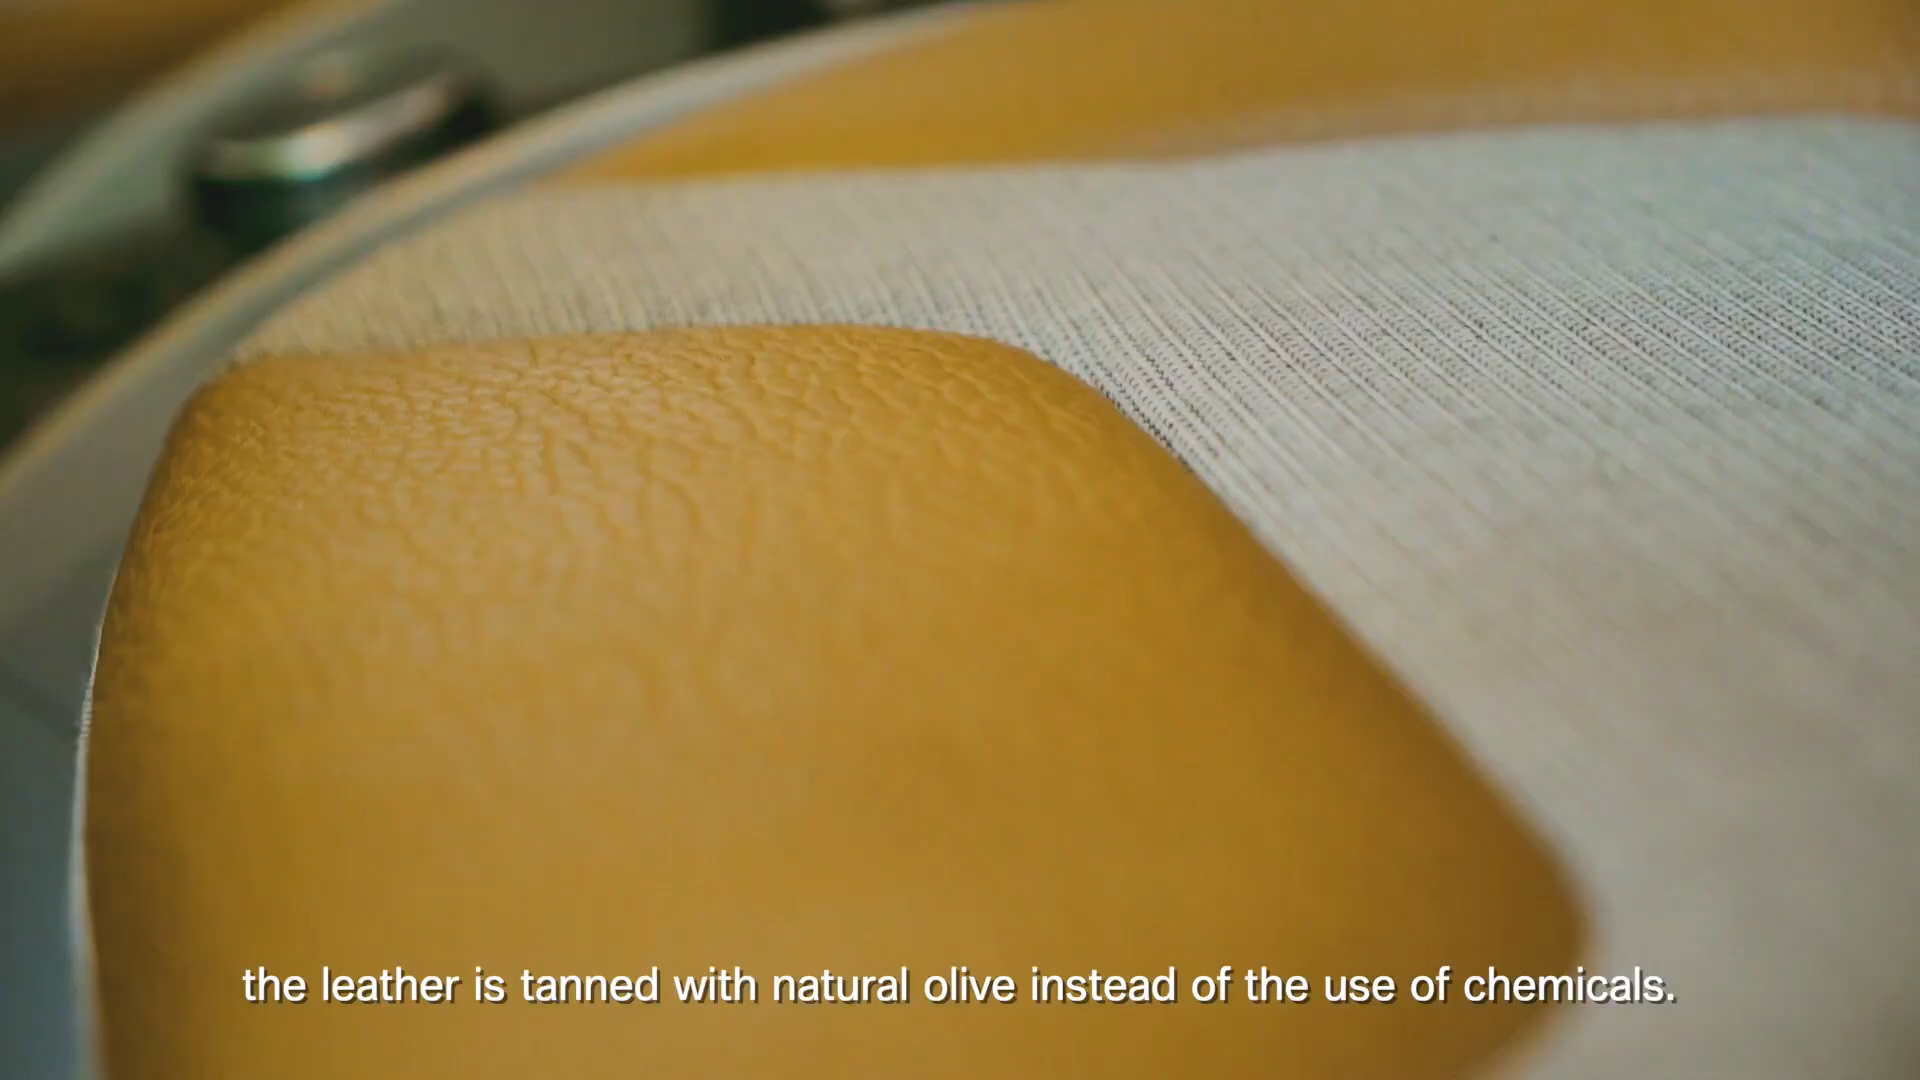 the leather is tanned with natural olive instead of the use of chemicals.